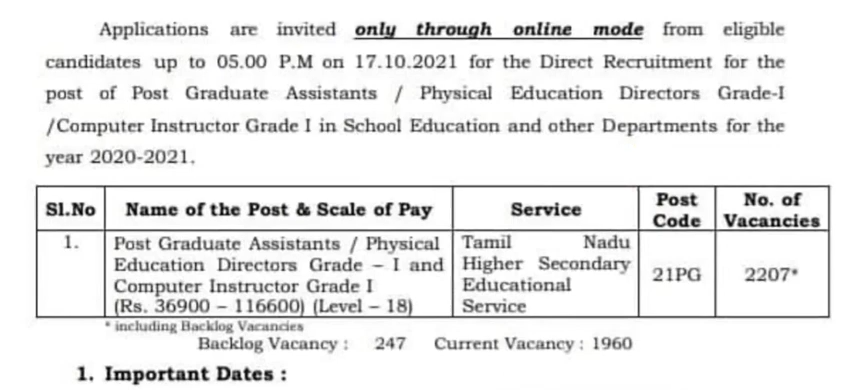 Applications are invited only through online mode from eligible
candidates up to 05.00 P.M on 17.10.2021 for the Direct Recruitment for the
post of Post Graduate Assistants / Physical Education Directors Grade-I
/Computer Instructor Grade I in School Education and other Departments for the
year 2020-2021.
Sl.No Name of the Post & Scale of Pay Service Post Code No. of Vacancies
1. Post Graduate Assistants / Physical Tamil Nadu
Education Directors Grade – I and Higher Secondary
Computer Instructor Grade I Educational 21PG 2207*
(Rs. 36900 – 116600) (Level – 18) Service
* including Backlog Vacancies
Backlog Vacancy : 247 Current Vacancy : 1960
1. Important Dates :